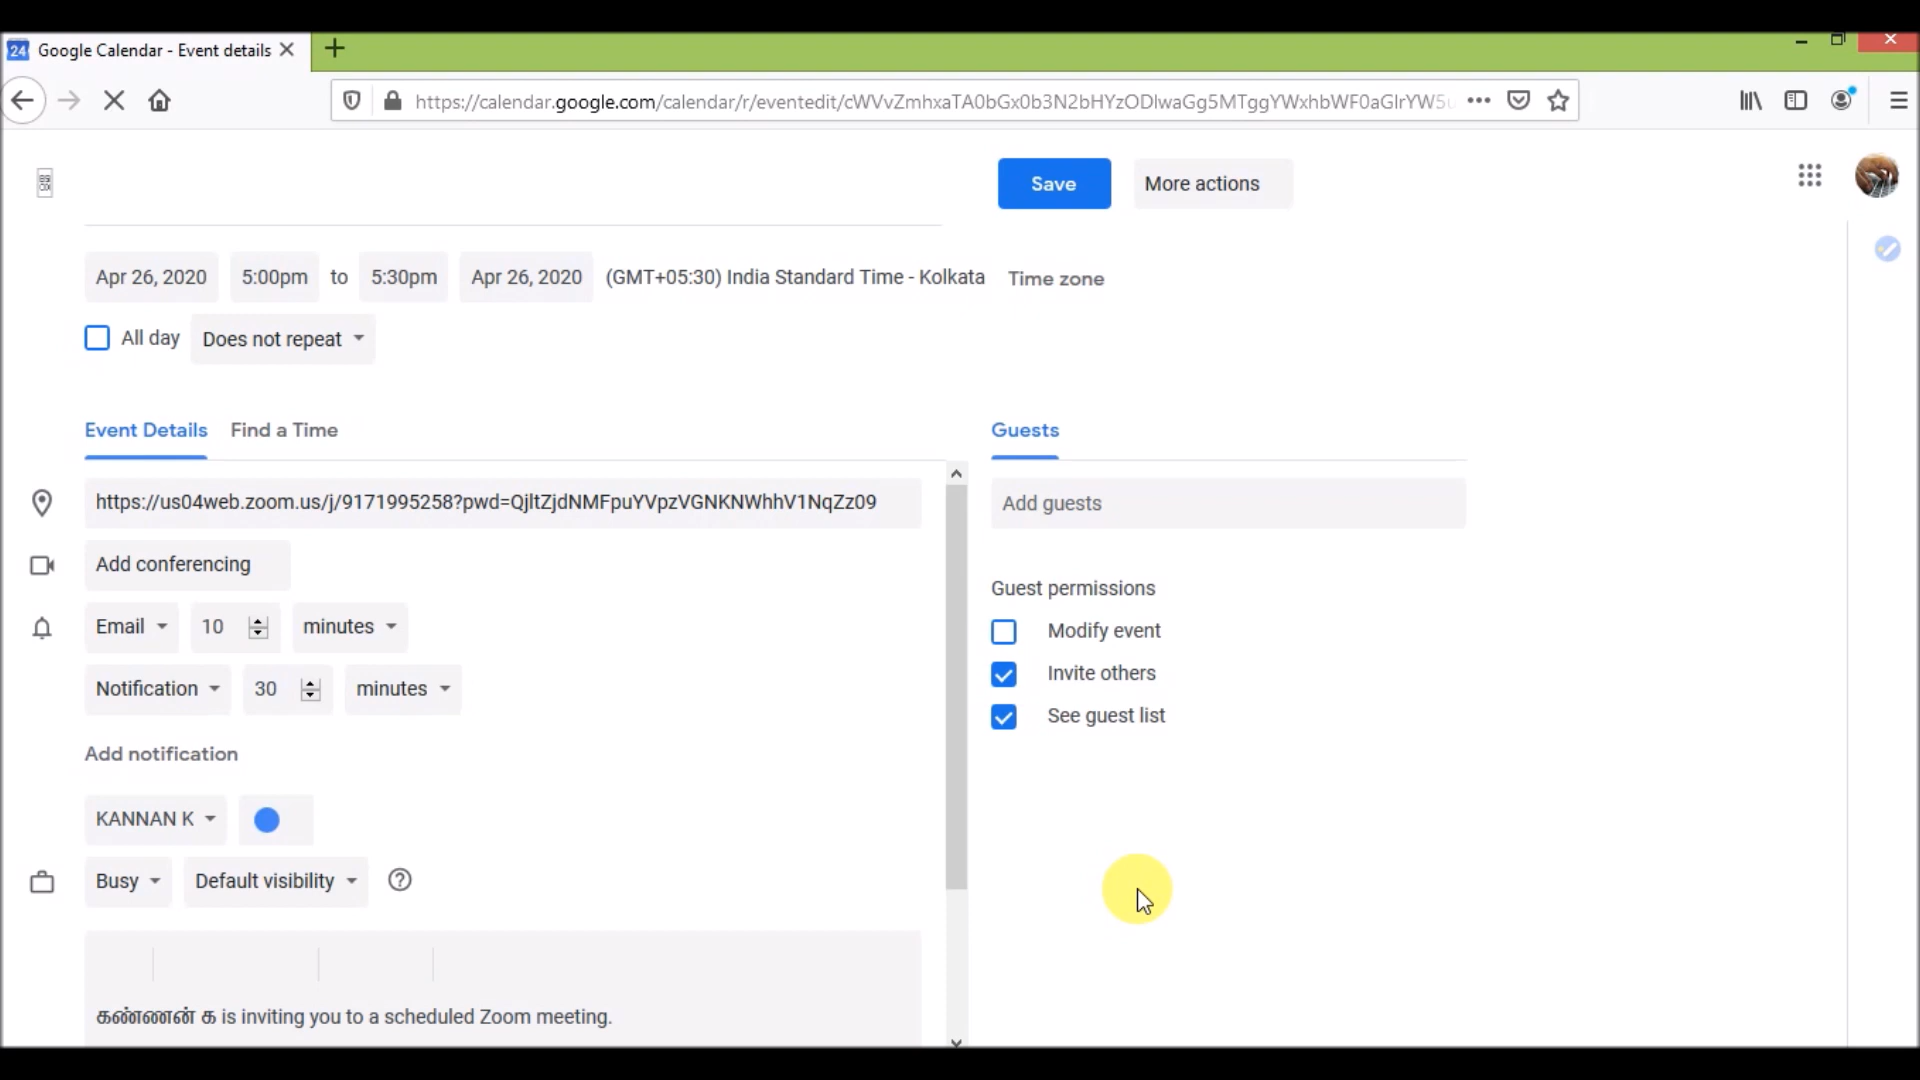 24 Google Calendar - Event details
https://calendar.google.com/calendar/r/eventedit/cWVvZmhxaTA0bGx0b3N2bHYzODlwaGg5MTggYWxhbWF0aGlrYW5
Save
More actions
Apr 26, 2020 5:00pm to 5:30pm Apr 26, 2020 (GMT+05:30) India Standard Time - Kolkata Time zone
All day Does not repeat
Event Details Find a Time
Guests
https://us04web.zoom.us/j/9171995258?pwd=QjltZjdNMFpuYVpzVGNKNWhhV1NqZz09
Add guests
Add conferencing
Guest permissions
Email 10 minutes
Modify event
Invite others
Notification 30 minutes
See guest list
Add notification
KANNAN K
Busy Default visibility
கண்ணன் க is inviting you to a scheduled Zoom meeting.